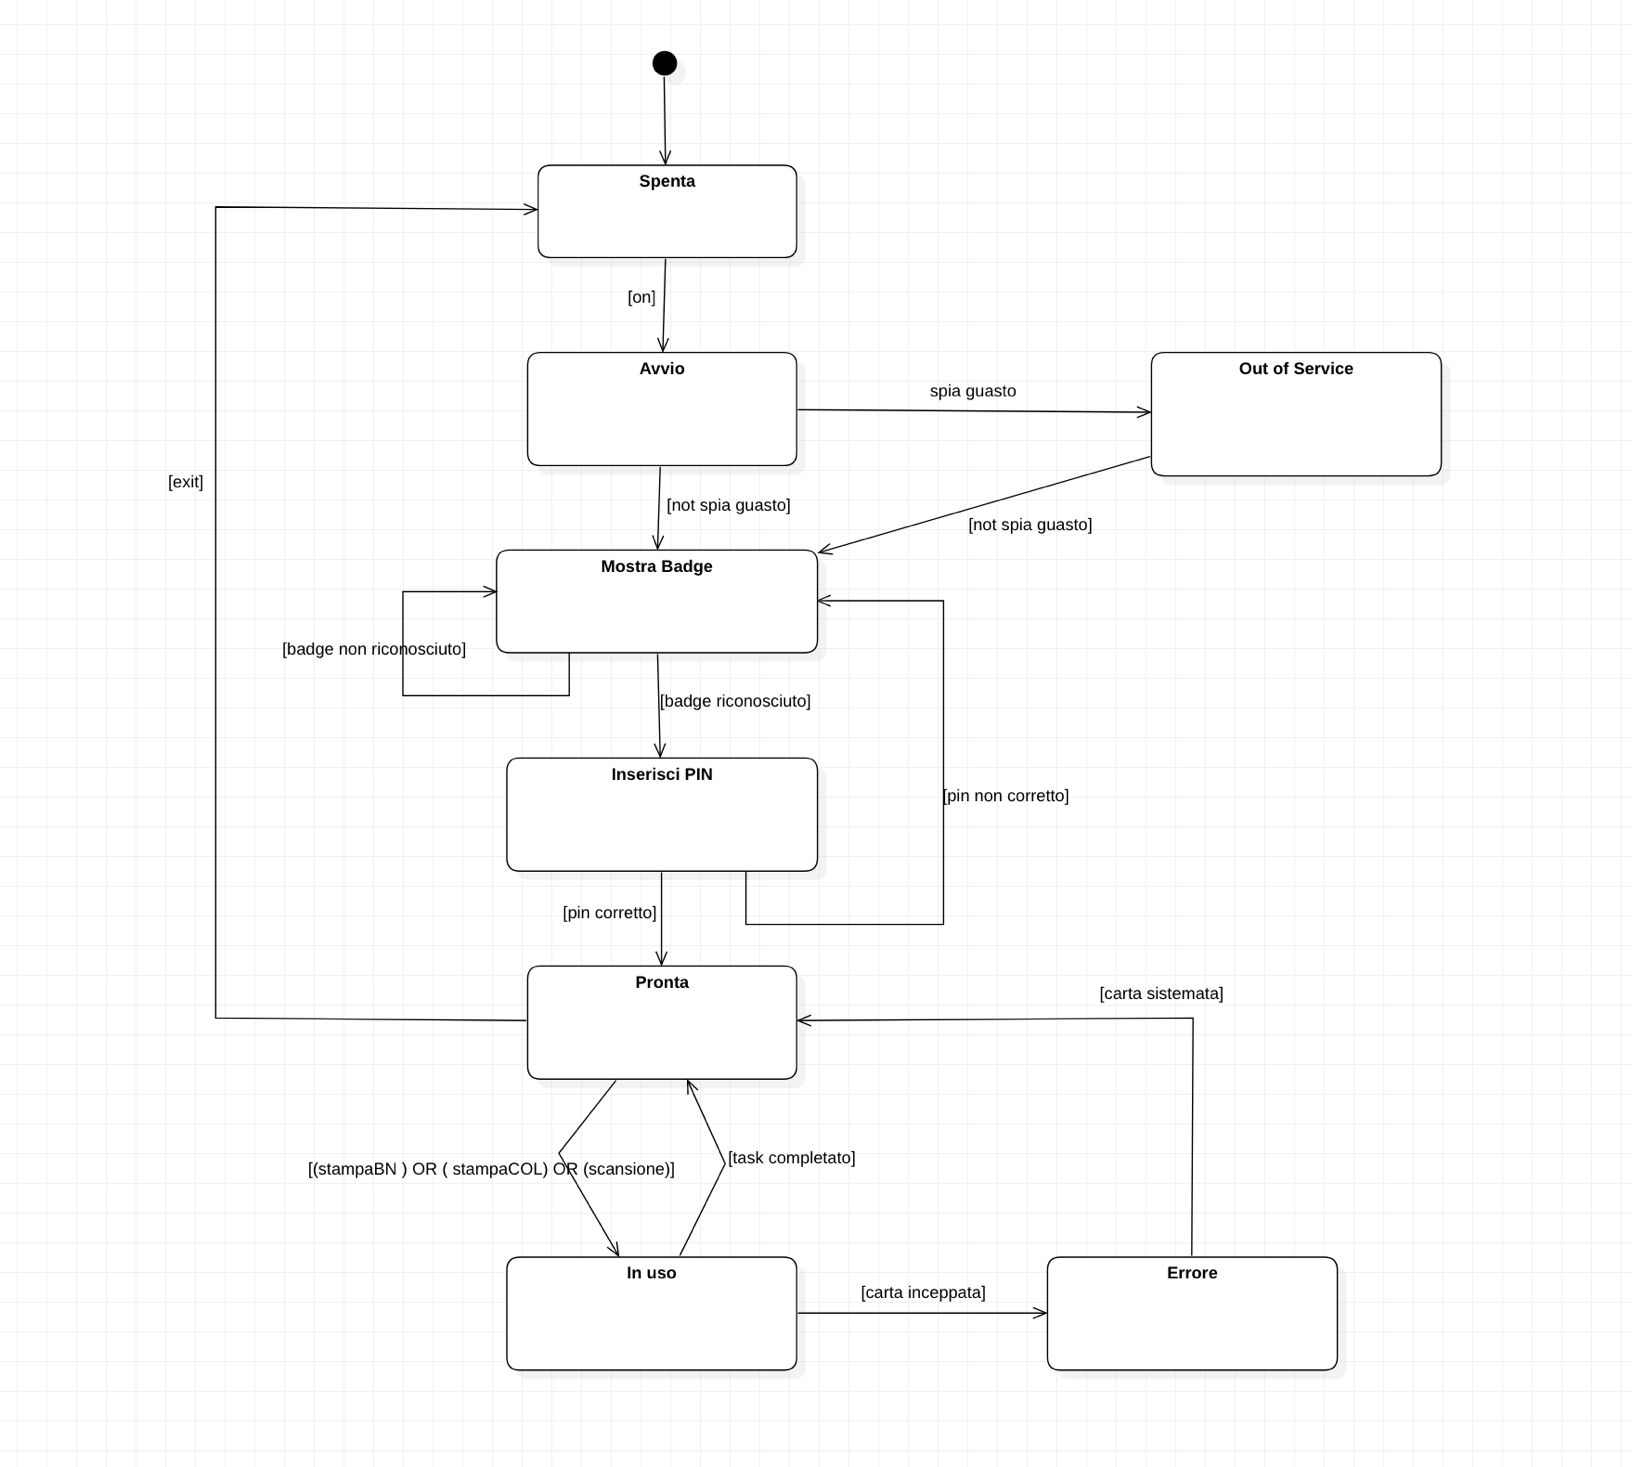 Spenta
[on]
Avvio
Out of Service
spia guasto
[exit]
[not spia guasto]
[not spia guasto]
Mostra Badge
[badge non riconosciuto]
[badge riconosciuto]
Inserisci PIN
[pin non corretto]
[pin corretto]
Pronta
[carta sistemata]
[(stampaBN ) OR ( stampaCOL) OR (scansione)]
[task completato]
In uso
[carta inceppata]
Errore